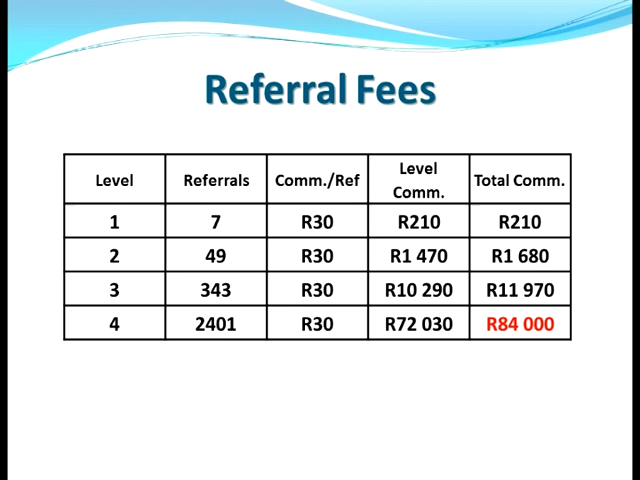 Referral Fees
Level Referrals Comm./Ref Level Comm. Total Comm.
1 7 R30 R210 R210
2 49 R30 R1 470 R1 680
3 343 R30 R10 290 R11 970
4 2401 R30 R72 030 R84 000